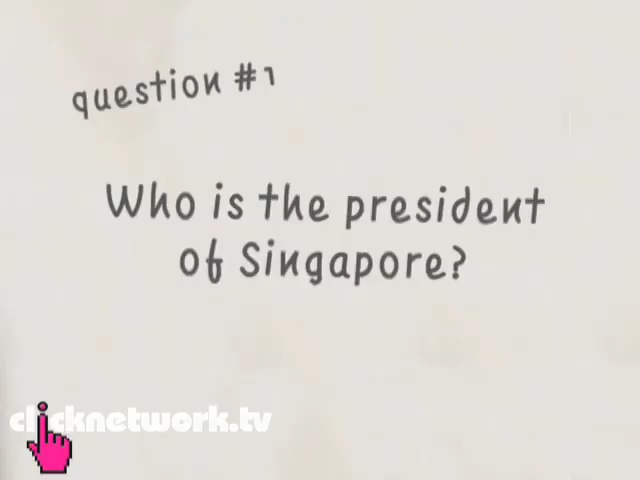 question #1
Who is the president
of Singapore?
clicknetwork.tv